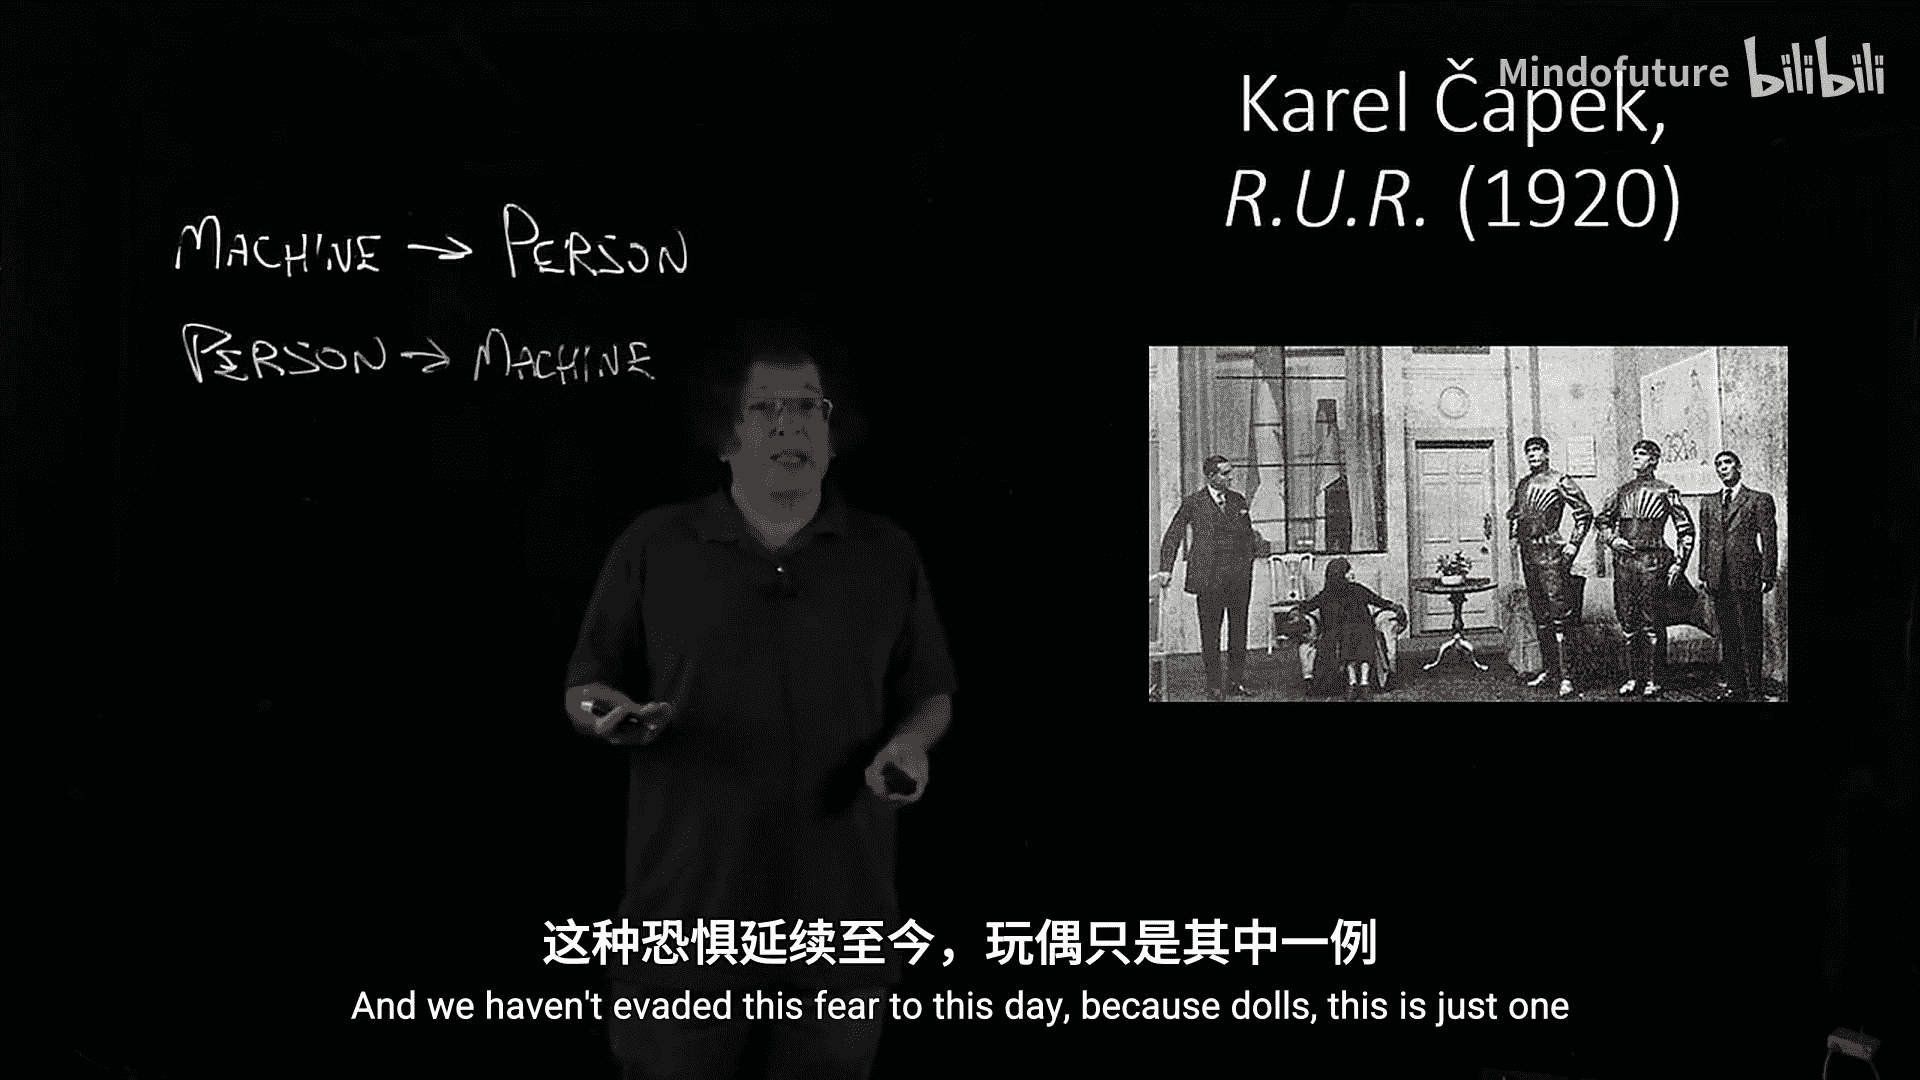 Mindofuture bilibili
Karel Čapek,
R.U.R. (1920)
MACHINE → PERSON
PERSON → MACHINE
这种恐惧延续至今，玩偶只是其中一例
And we haven't evaded this fear to this day, because dolls, this is just one